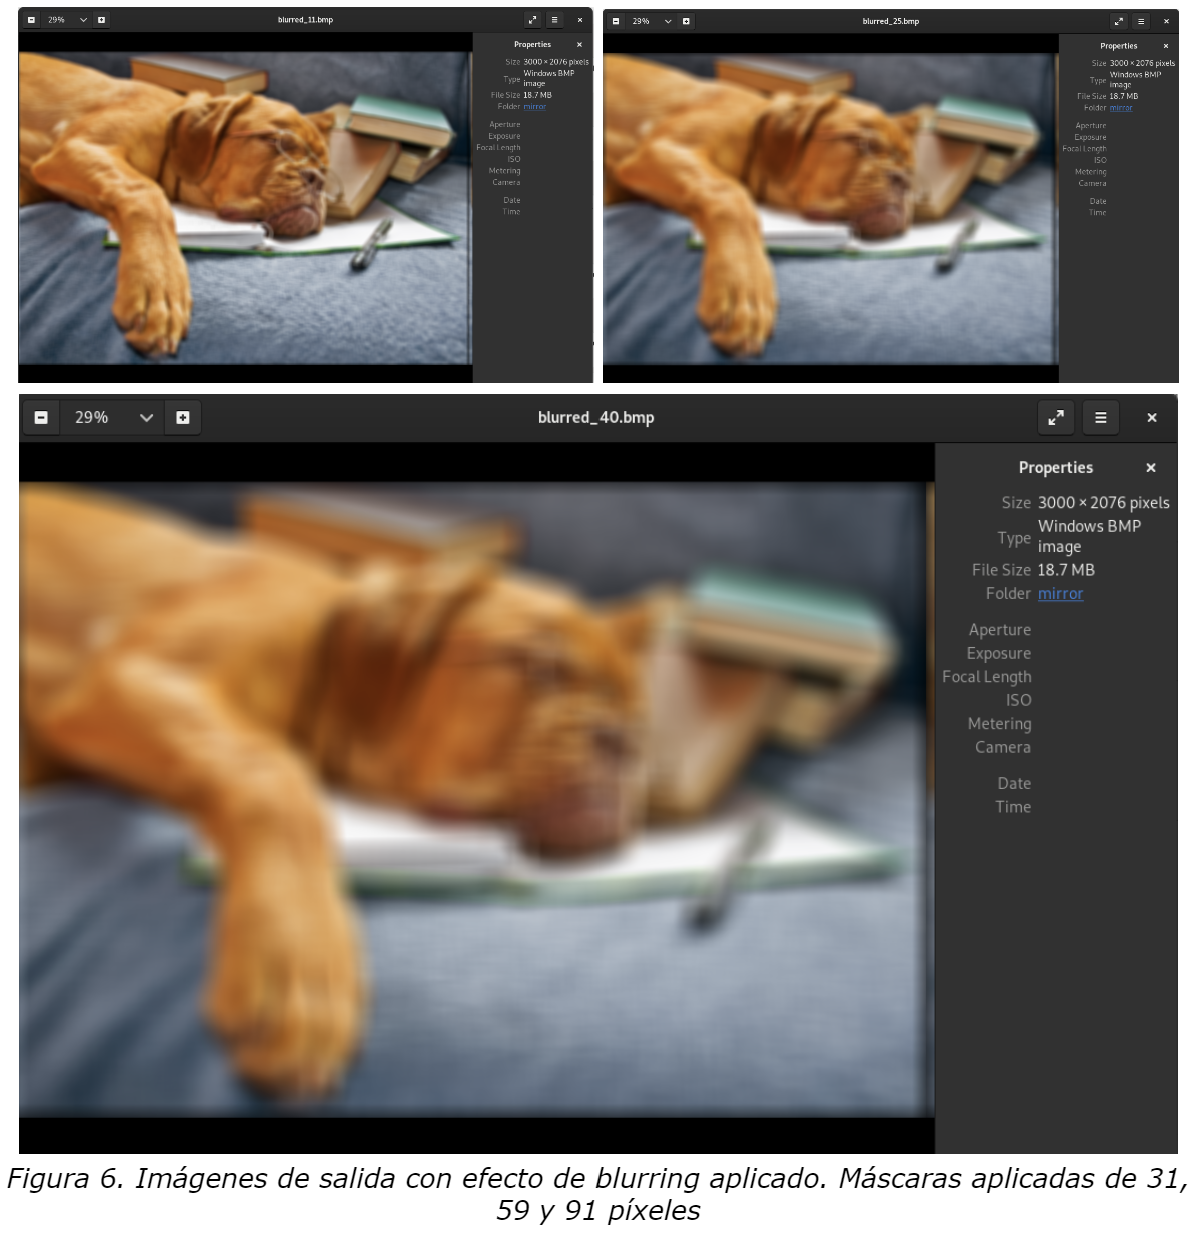 29%
blurred_11.bmp
Properties
Size 3000 × 2076 pixels
Type Windows BMP
image
File Size 18.7 MB
Folder mirror
Aperture
Exposure
Focal Length
ISO
Metering
Camera
Date
Time
29%
blurred_25.bmp
Properties
Size 3000 × 2076 pixels
Type Windows BMP
image
File Size 18.7 MB
Folder mirror
Aperture
Exposure
Focal Length
ISO
Metering
Camera
Date
Time
29%
blurred_40.bmp
Properties
Size 3000 × 2076 pixels
Type Windows BMP
image
File Size 18.7 MB
Folder mirror
Aperture
Exposure
Focal Length
ISO
Metering
Camera
Date
Time
Figura 6. Imágenes de salida con efecto de blurring aplicado. Máscaras aplicadas de 31,
59 y 91 píxeles